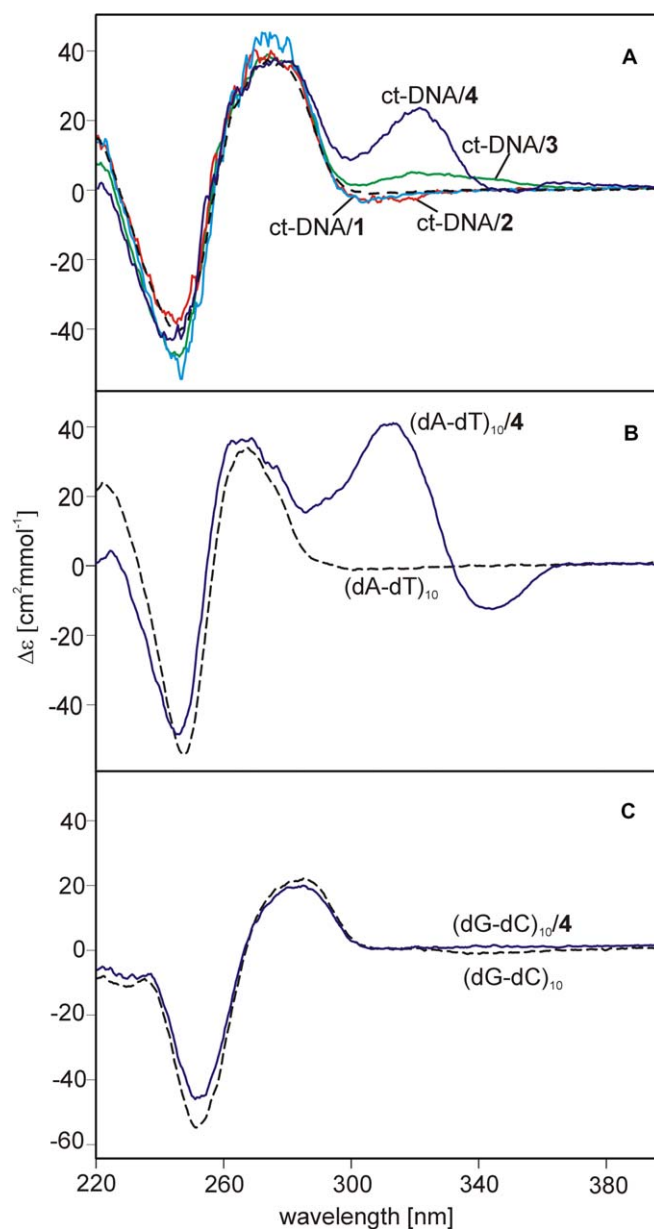 A
40
20
0
-20
-40
ct-DNA/4
ct-DNA/3
ct-DNA/1
ct-DNA/2
B
40
20
0
-20
-40
(dA-dT)10/4
(dA-dT)10
Δε [cm²mmol⁻¹]
C
40
20
0
-20
-40
-60
(dG-dC)10/4
(dG-dC)10
220 260 300 340 380
wavelength [nm]